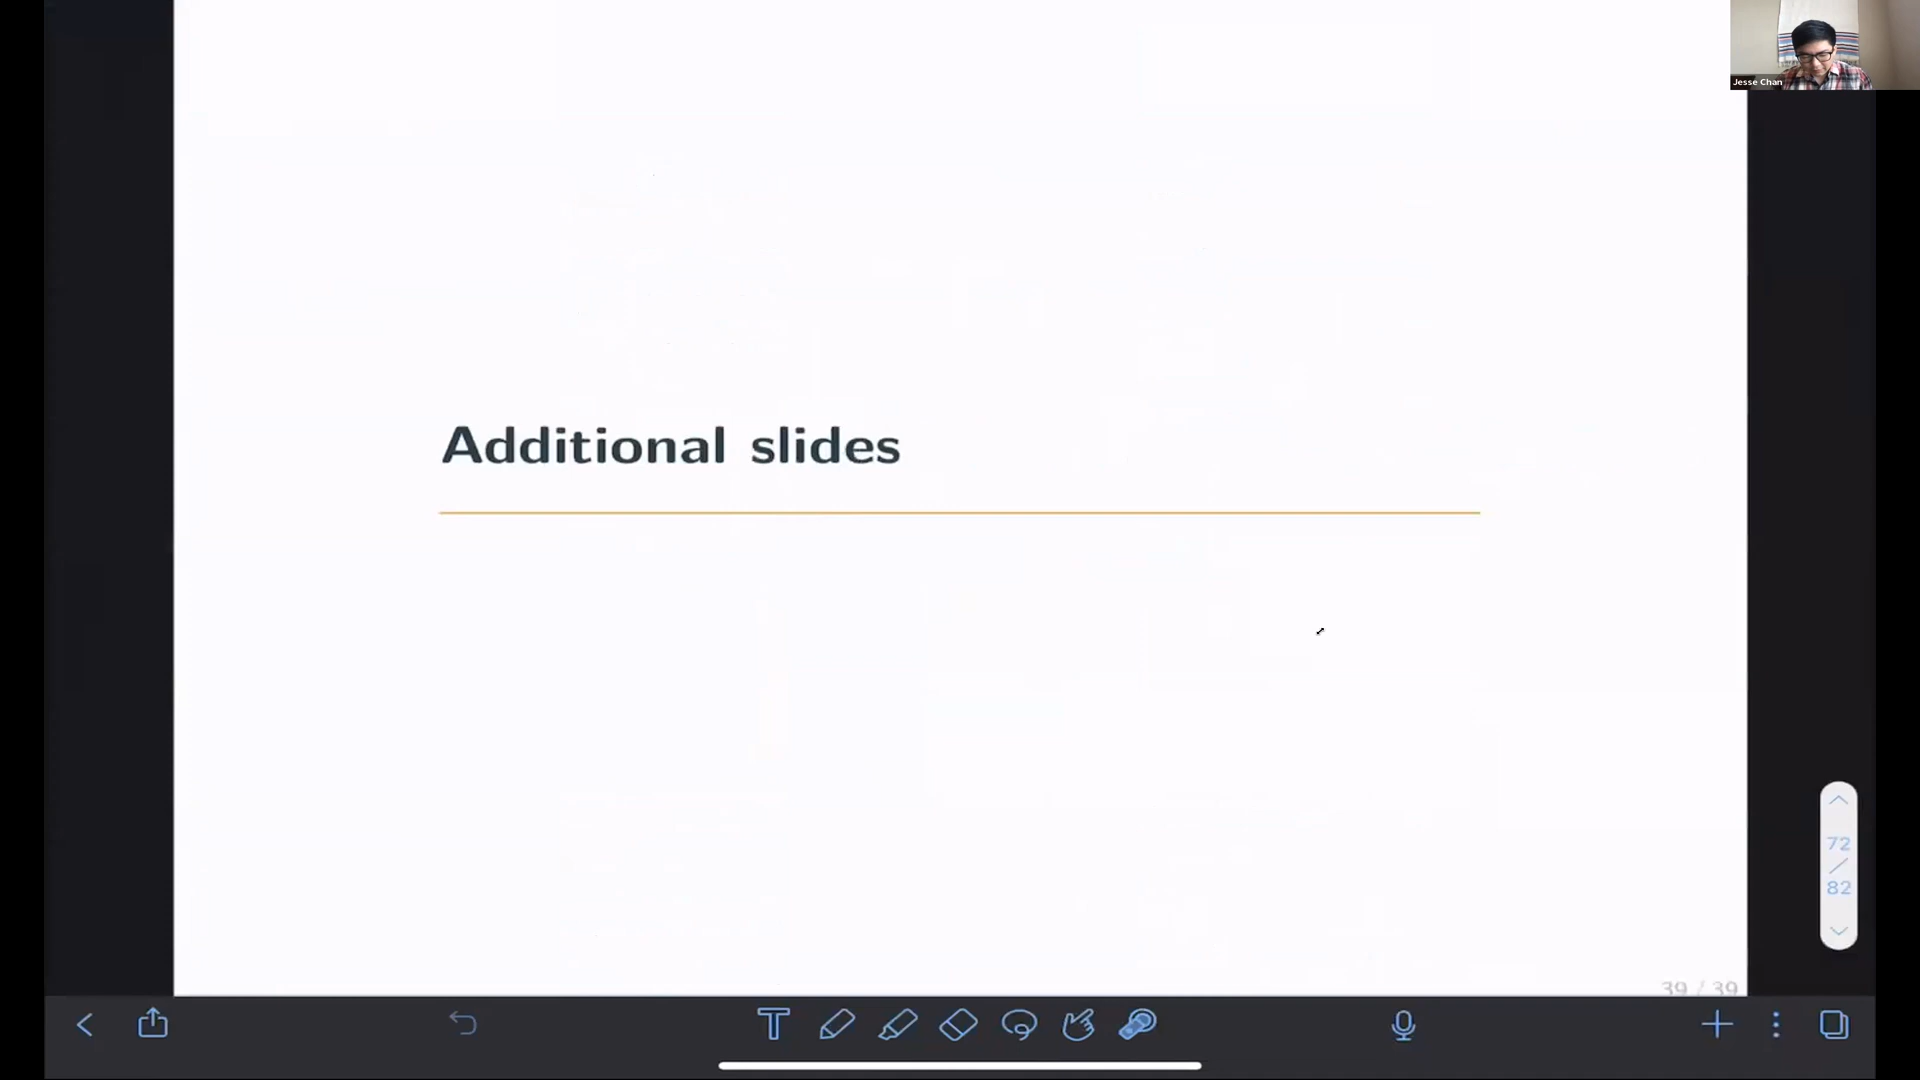 Jesse Chan
Additional slides
72
/
82
39 / 39
T